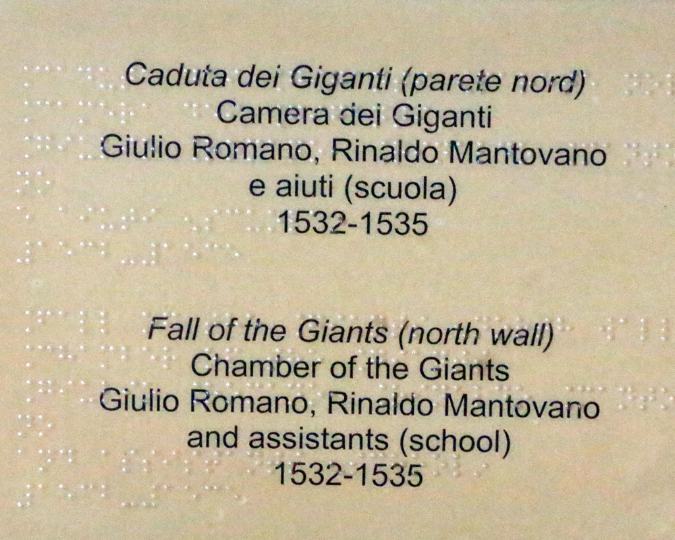 Caduta dei Giganti (parete nord)
Camera dei Giganti
Giulio Romano, Rinaldo Mantovano
e aiuti (scuola)
1532-1535
Fall of the Giants (north wall)
Chamber of the Giants
Giulio Romano, Rinaldo Mantovano
and assistants (school)
1532-1535